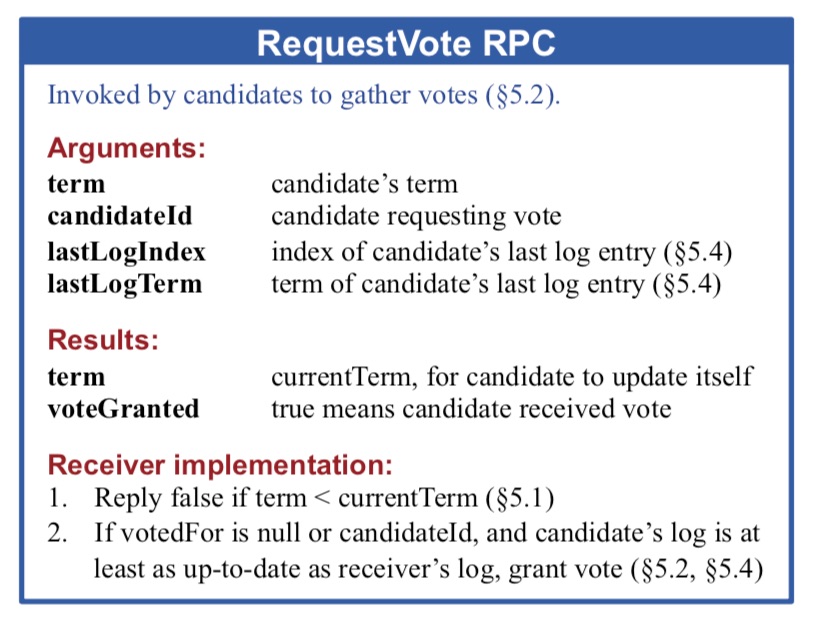 RequestVote RPC
Invoked by candidates to gather votes (§5.2).
Arguments:
term candidate’s term
candidateId candidate requesting vote
lastLogIndex index of candidate’s last log entry (§5.4)
lastLogTerm term of candidate’s last log entry (§5.4)
Results:
term currentTerm, for candidate to update itself
voteGranted true means candidate received vote
Receiver implementation:
1. Reply false if term < currentTerm (§5.1)
2. If votedFor is null or candidateId, and candidate’s log is at
least as up-to-date as receiver’s log, grant vote (§5.2, §5.4)